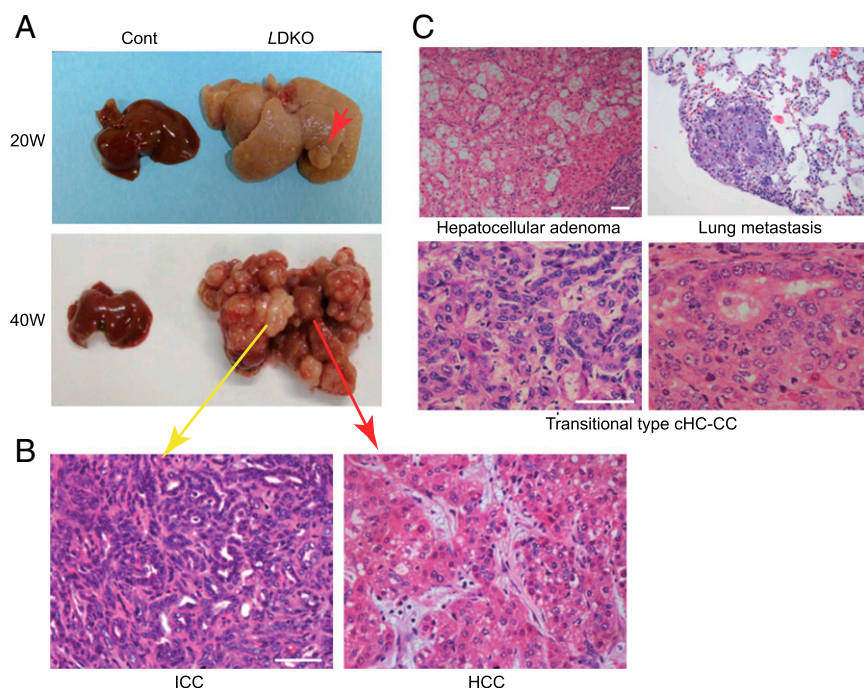 A
Cont
LDKO
20W
40W
B
ICC
HCC
C
Hepatocellular adenoma
Lung metastasis
Transitional type cHC-CC